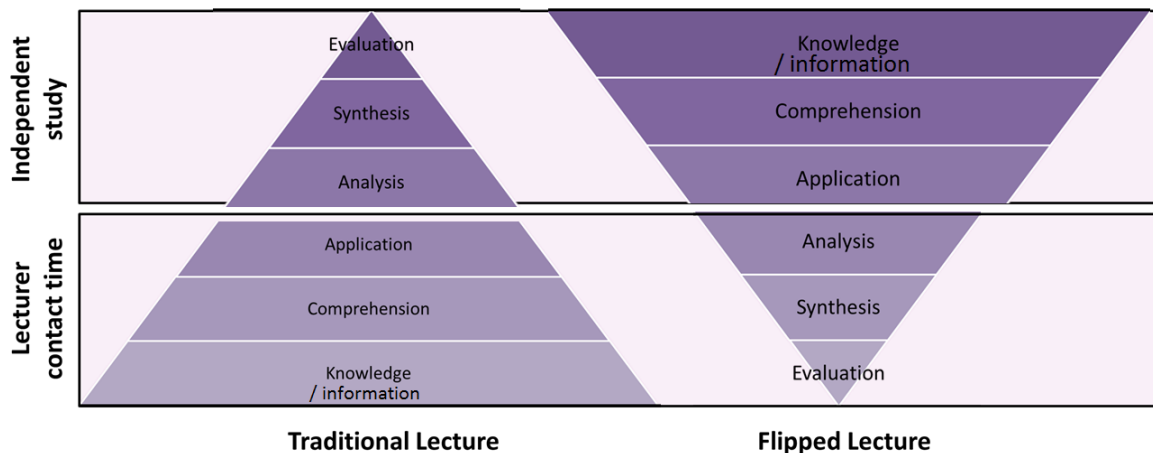 Independent
study
Evaluation
Synthesis
Analysis
Knowledge
/ information
Comprehension
Application
Lecturer
contact time
Application
Comprehension
Knowledge
/ information
Analysis
Synthesis
Evaluation
Traditional Lecture
Flipped Lecture